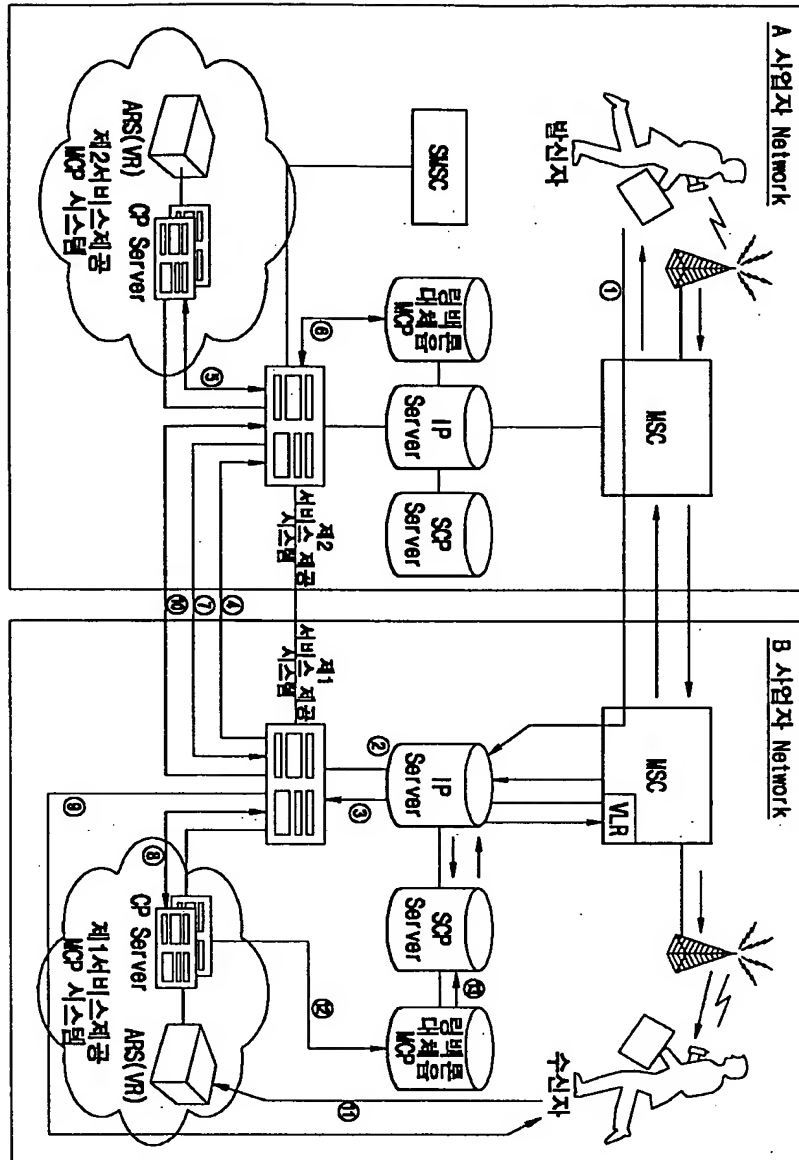 A 사업자 Network
발신자
①
MSC
SMSC
링백톤
대체음
MCP
IP
Server
SCP
Server
⑥
ARS(VR)
CP Server
제2서비스제공
MCP 시스템
⑤
제2
서비스 제공
시스템
④
⑦
⑩
B 사업자 Network
MSC
VLR
수신자
IP
Server
②
③
SCP
Server
⑬
링백톤
대체음
MCP
제1
서비스 제공
시스템
⑧
⑨
⑫
⑪
CP Server
ARS(VR)
제1서비스제공
MCP 시스템